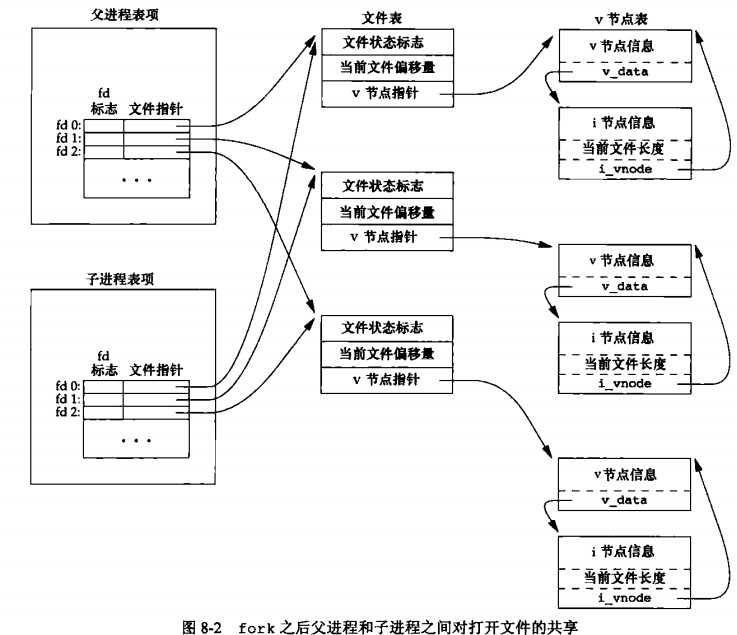 父进程表项
fd
标志 文件指针
fd 0:
fd 1:
fd 2:
...
子进程表项
fd
标志 文件指针
fd 0:
fd 1:
fd 2:
...
文件表
文件状态标志
当前文件偏移量
v 节点指针
文件状态标志
当前文件偏移量
v 节点指针
文件状态标志
当前文件偏移量
v 节点指针
v 节点表
v 节点信息
v_data
i 节点信息
当前文件长度
i_vnode
v 节点信息
v_data
i 节点信息
当前文件长度
i_vnode
v节点信息
v_data
i 节点信息
当前文件长度
i_vnode
图 8-2 fork 之后父进程和子进程之间对打开文件的共享